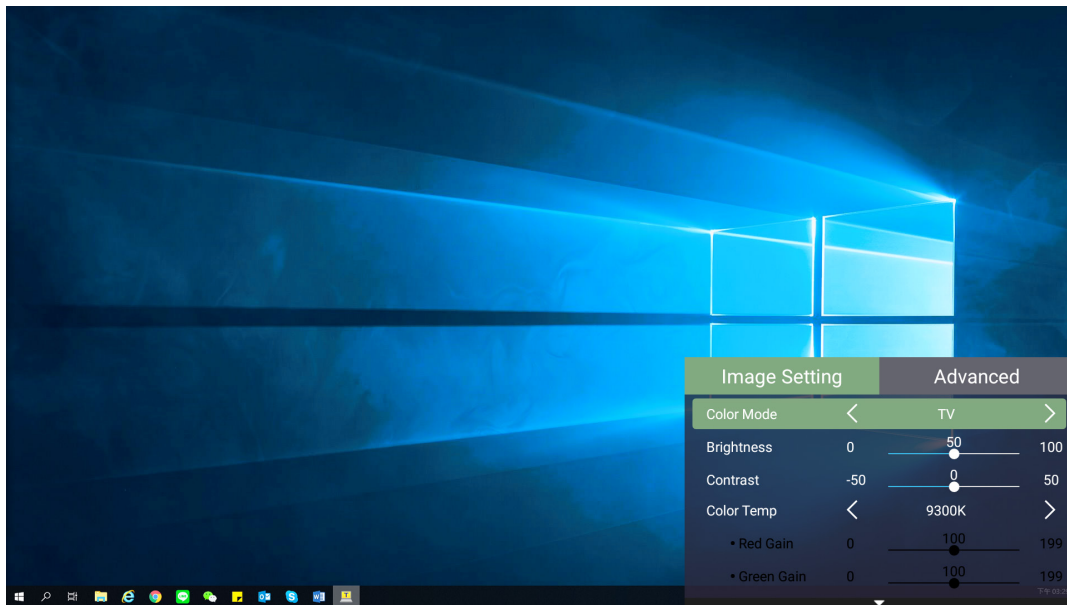 Image Setting Advanced
Color Mode TV
Brightness 0 50 100
Contrast -50 0 50
Color Temp 9300K
• Red Gain 0 100 199
• Green Gain 0 100 199